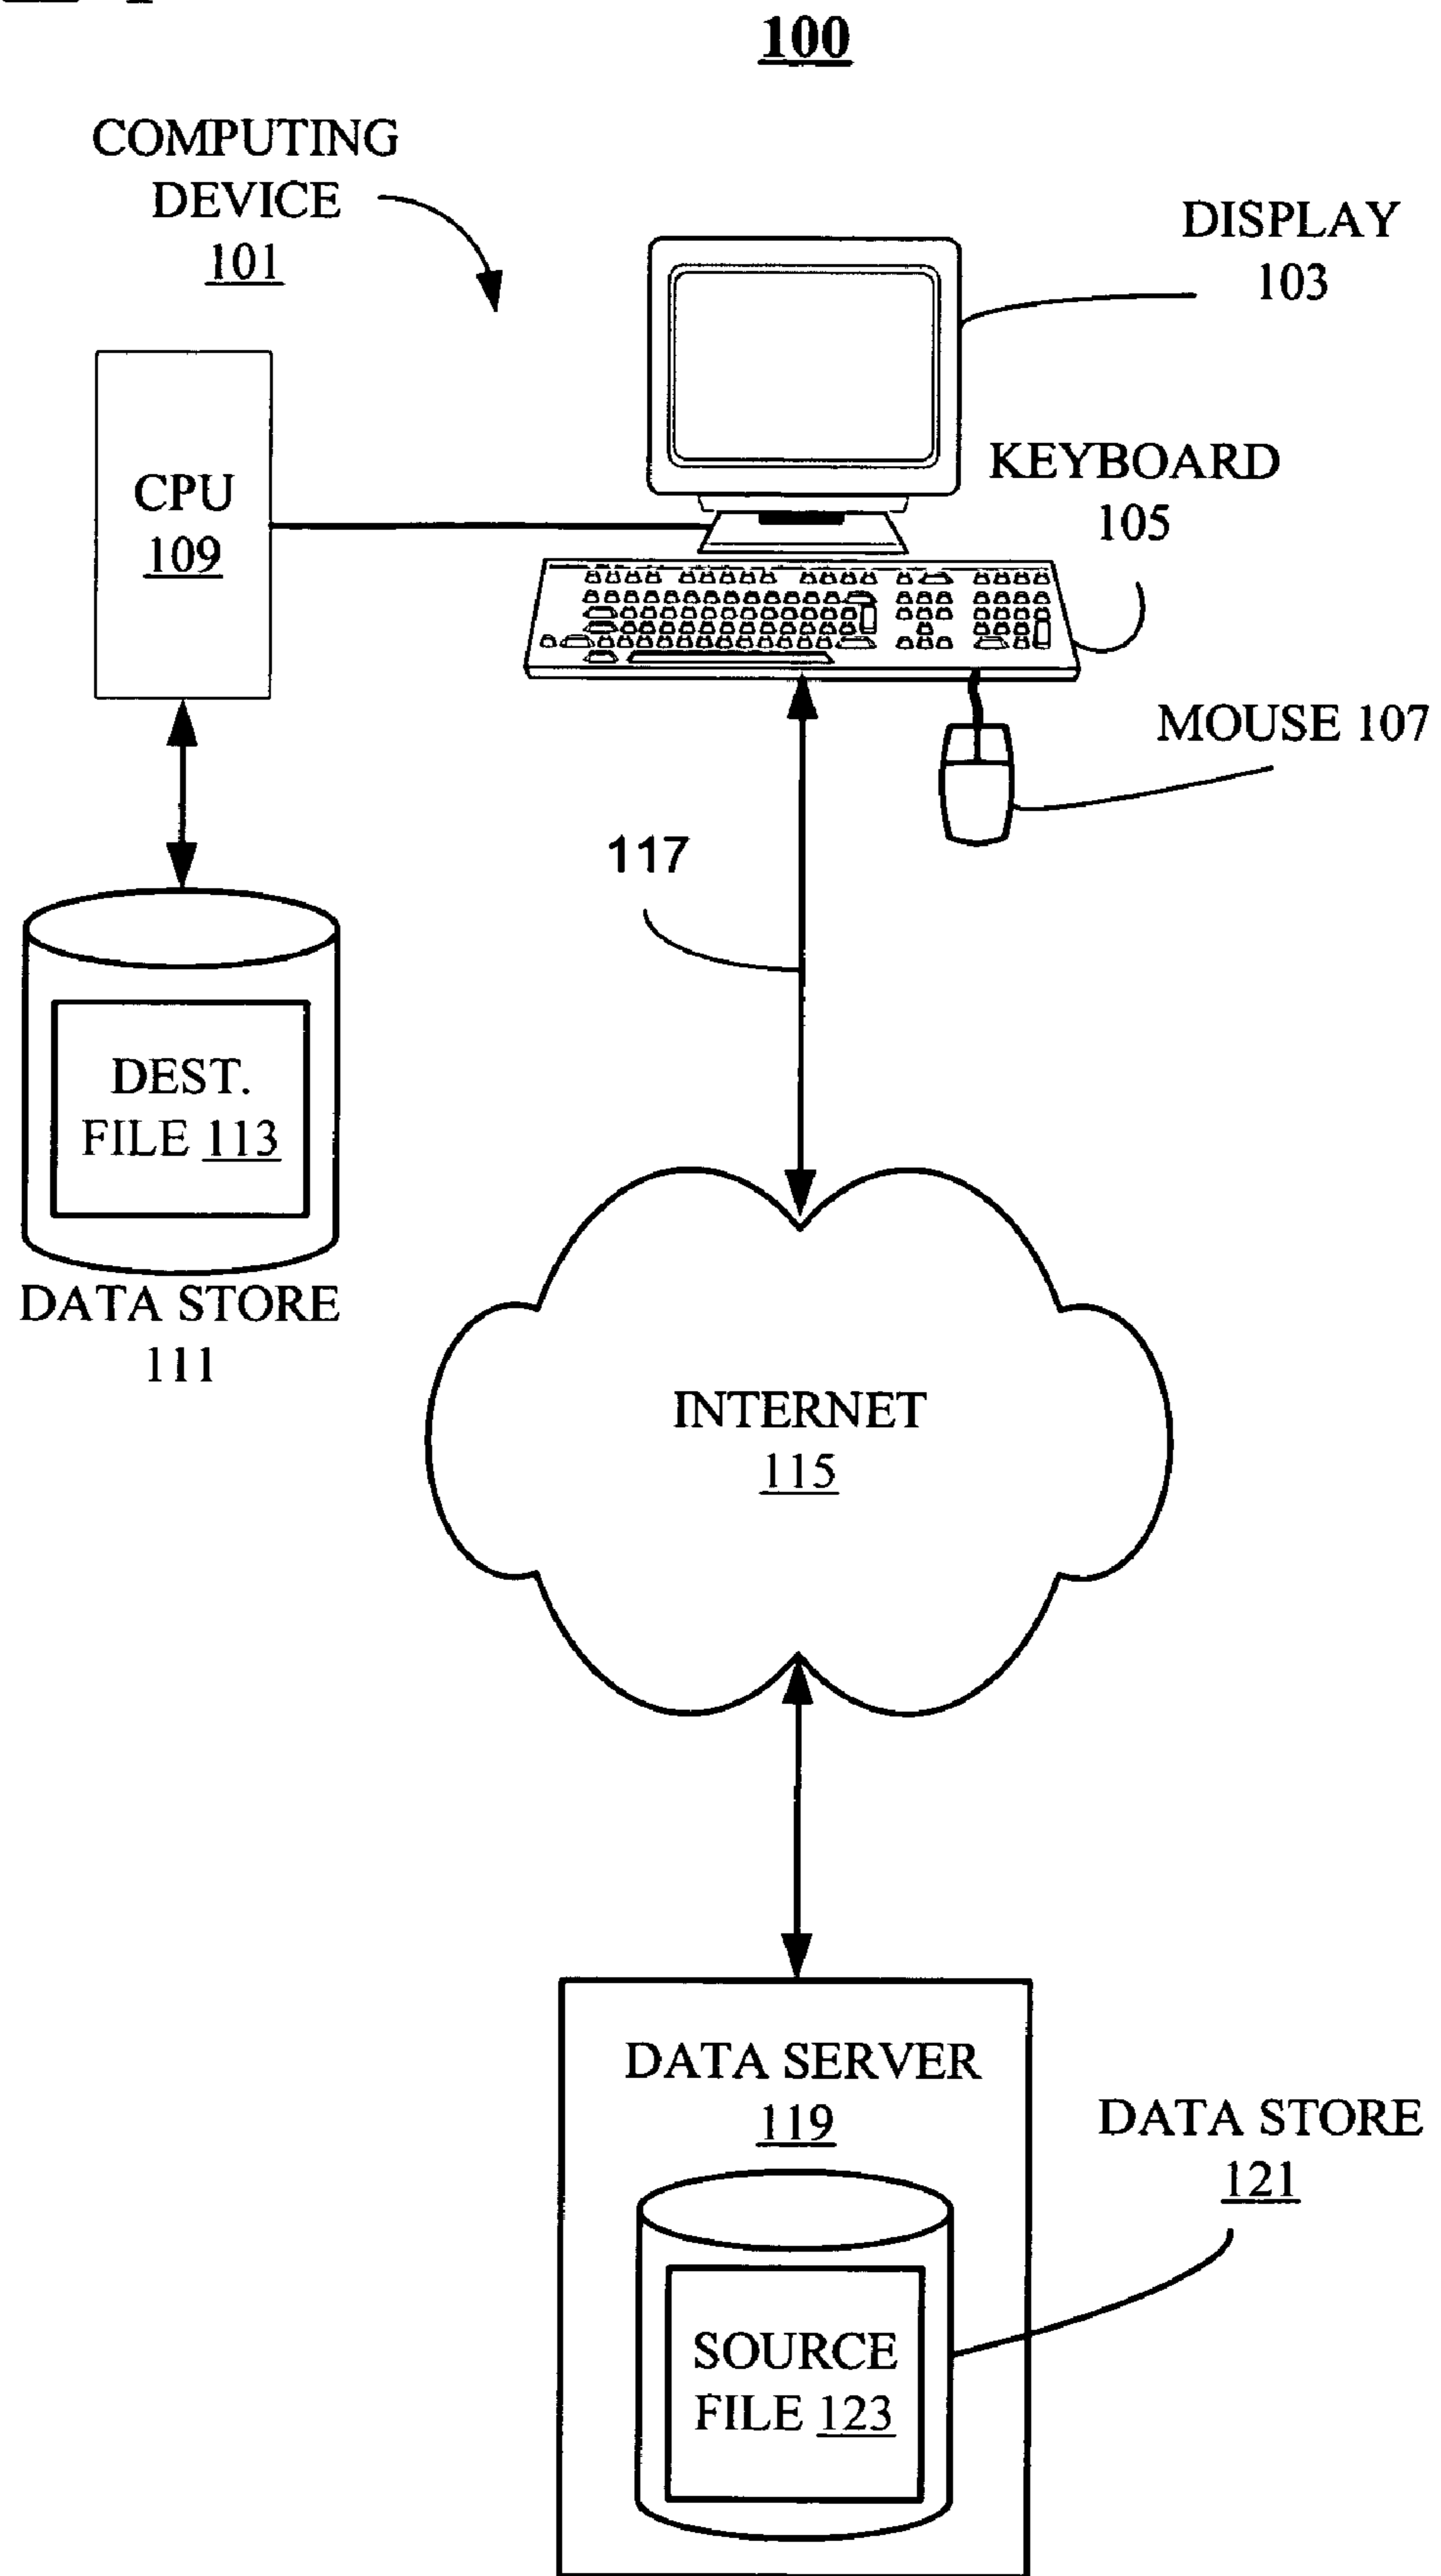 100
COMPUTING
DEVICE
101
DISPLAY
103
CPU
109
KEYBOARD
105
MOUSE 107
117
DEST.
FILE 113
DATA STORE
111
INTERNET
115
DATA SERVER
119
DATA STORE
121
SOURCE
FILE 123